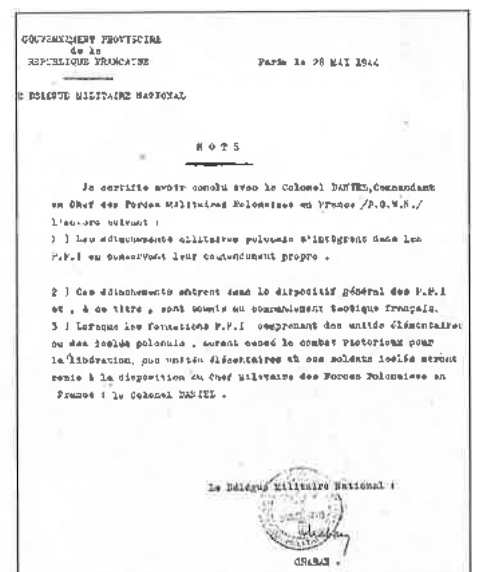 GOUVERNEMENT PROVISOIRE
de la
REPUBLIQUE FRANCAISE
Paris le 28 MAI 1944
DELEGUE MILITAIRE NATIONAL
N O T E
Je certifie avoir conclu avec le Colonel DANIEL, Commandant
en Chef des Forces Militaires Polonaises en France /P.O.W.N./
l'accord suivant :
) ) Les détachements militaires polonais s'intègrent dans les
F.F.I en conservant leur commandement propre .
2 ) Ces détachements entrent dans le dispositif général des F.F.I
et , à ce titre , sont soumis au commandement tactique français.
3 ) Lorsque les formations F.F.I comprenant des unités élémentaires
ou des isolés polonais , auront cessé le combat victorieux pour
la libération, ces unités élémentaires et ces soldats isolés seront
remis à la disposition du Chef Militaire des Forces Polonaises en
France : le Colonel DANIEL .
Le Délégué Militaire National :
CHABAN .